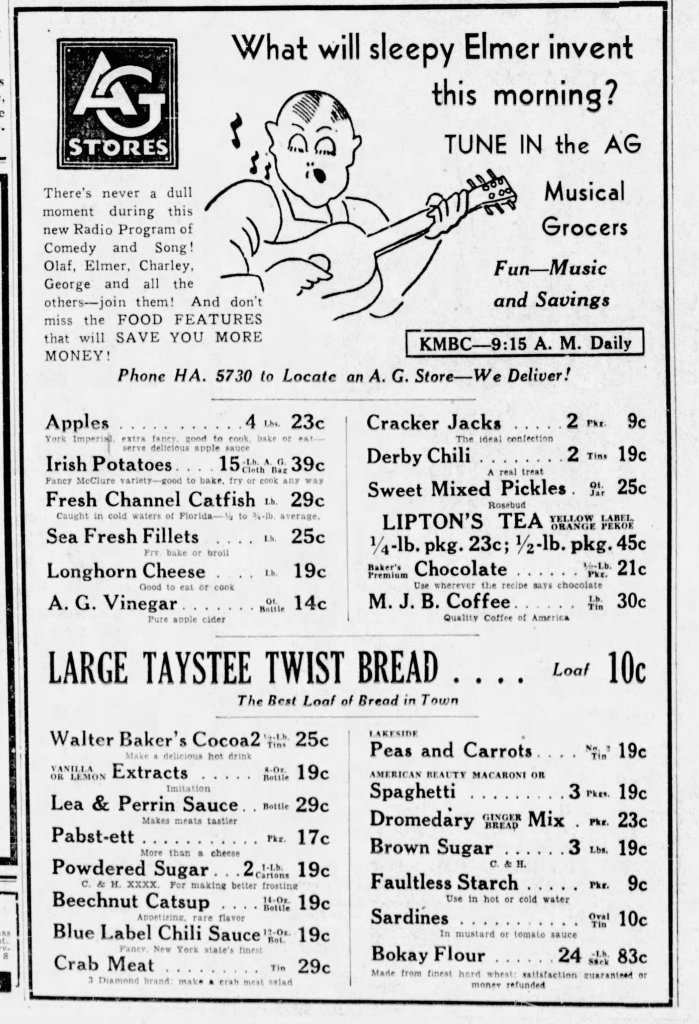 AG
STORES
What will sleepy Elmer invent
this morning?
TUNE IN the AG
Musical
Grocers
Fun—Music
and Savings
KMBC—9:15 A. M. Daily
There's never a dull
moment during this
new Radio Program of
Comedy and Song!
Olaf, Elmer, Charley,
George and all the
others—join them! And don't
miss the FOOD FEATURES
that will SAVE YOU MORE
MONEY!
Phone HA. 5730 to Locate an A. G. Store—We Deliver!
Apples . . . . . . . . . . . 4 Lbs. 23c
York Imperial, extra fancy, good to cook, bake or eat—
serve delicious apple sauce
Irish Potatoes. . . . 15 -Lb. A. G. Cloth Bag 39c
Fancy McClure variety—good to bake, fry or cook any way
Fresh Channel Catfish Lb. 29c
Caught in cold waters of Florida—½ to ¾-lb. average.
Sea Fresh Fillets . . . . Lb. 25c
Fry, bake or broil
Longhorn Cheese . . . . Lb. 19c
Good to eat or cook
A. G. Vinegar. . . . . . . Qt. Bottle 14c
Pure apple cider
Cracker Jacks . . . . . 2 Pkg. 9c
The ideal confection
Derby Chili . . . . . . . . 2 Tins 19c
A real treat
Sweet Mixed Pickles . Qt. Jar 25c
Rosebud
LIPTON'S TEA YELLOW LABEL ORANGE PEKOE
¼-lb. pkg. 23c; ½-lb. pkg. 45c
Baker's Premium Chocolate . . . . . . ½-Lb. Pkg. 21c
Use wherever the recipe says chocolate
M. J. B. Coffee. . . . . . Lb. Tin 30c
Quality Coffee of America
LARGE TAYSTEE TWIST BREAD . . . . Loaf 10c
The Best Loaf of Bread in Town
Walter Baker's Cocoa 2 ½-Lb. Tins 25c
Make a delicious hot drink
VANILLA OR LEMON Extracts . . . . . 8-Oz. Bottle 19c
Imitation
Lea & Perrin Sauce. . Bottle 29c
Makes meats tastier
Pabst-ett . . . . . . . . . . Pkg. 17c
More than a cheese
Powdered Sugar. . . 2 1-Lb. Cartons 19c
C. & H. XXXX. For making better frosting
Beechnut Catsup . . . 14-Oz. Bottle 19c
Appetizing, rare flavor
Blue Label Chili Sauce 12-Oz. Bot. 19c
Fancy, New York state's finest
Crab Meat . . . . . . . . . Tin 29c
3 Diamond brand; make a crab meat salad
LAKESIDE
Peas and Carrots. . . . No. 2 Tin 19c
AMERICAN BEAUTY MACARONI OR
Spaghetti . . . . . . . . . 3 Pkgs. 19c
Dromedary GINGER BREAD Mix . Pkg. 23c
Brown Sugar . . . . . . 3 Lbs. 19c
C. & H.
Faultless Starch . . . . . Pkg. 9c
Use in hot or cold water
Sardines . . . . . . . . . . Oval Tin 10c
In mustard or tomato sauce
Bokay Flour . . . . . . 24 -Lb. Sack 83c
Made from finest hard wheat; satisfaction guaranteed or
money refunded